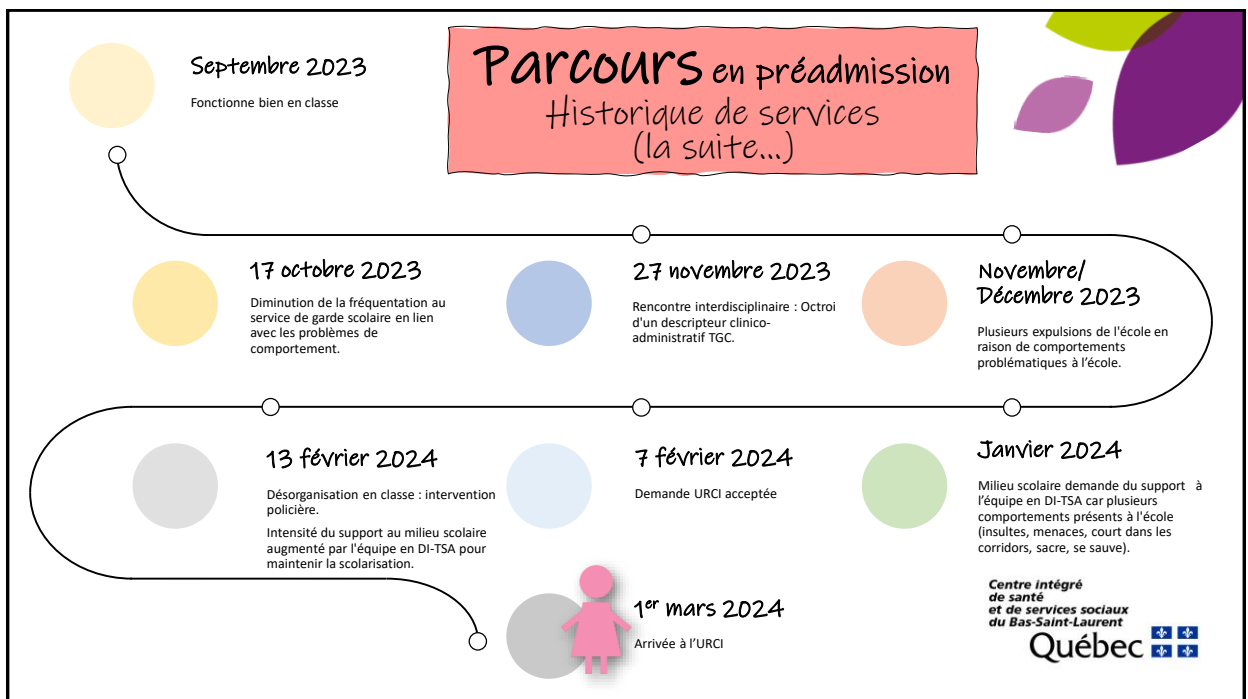 Septembre 2023
Fonctionne bien en classe
Parcours en préadmission
Historique de services
(la suite...)
17 octobre 2023
Diminution de la fréquentation au
service de garde scolaire en lien
avec les problèmes de
comportement.
27 novembre 2023
Rencontre interdisciplinaire : Octroi
d'un descripteur clinico-
administratif TGC.
Novembre/
Décembre 2023
Plusieurs expulsions de l'école en
raison de comportements
problématiques à l'école.
Janvier 2024
Milieu scolaire demande du support à
l'équipe en DI-TSA car plusieurs
comportements présents à l'école
(insultes, menaces, court dans les
corridors, sacre, se sauve).
7 février 2024
Demande URCI acceptée
13 février 2024
Désorganisation en classe : intervention
policière.
Intensité du support au milieu scolaire
augmenté par l'équipe en DI-TSA pour
maintenir la scolarisation.
1er mars 2024
Arrivée à l'URCI
Centre intégré
de santé
et de services sociaux
du Bas-Saint-Laurent
Québec